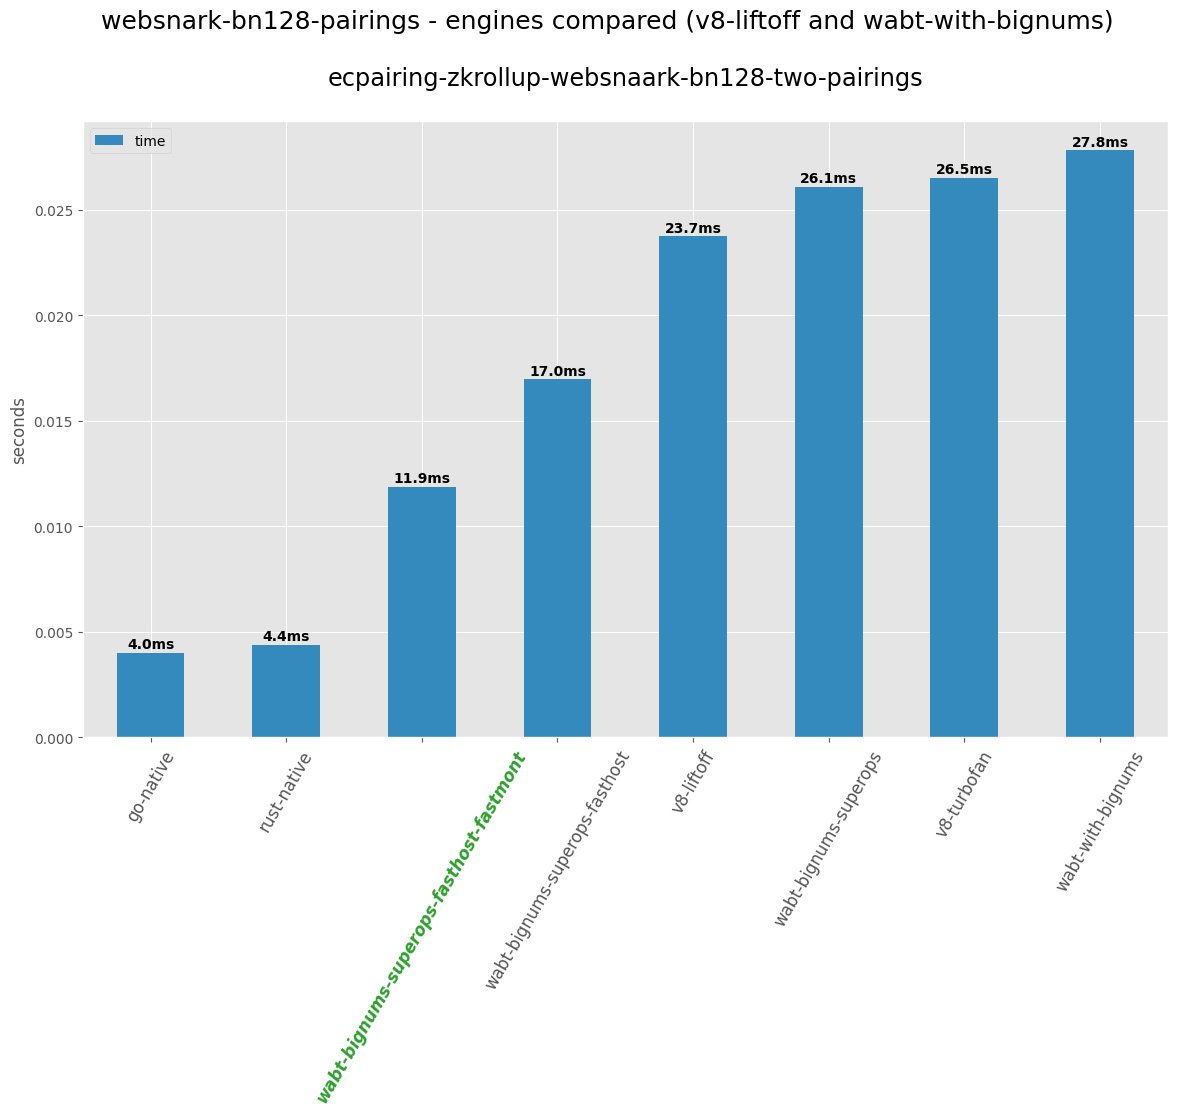 websnark-bn128-pairings - engines compared (v8-liftoff and wabt-with-bignums)
ecpairing-zkrollup-websnaark-bn128-two-pairings
time
27.8ms
26.5ms
26.1ms
23.7ms
17.0ms
11.9ms
4.4ms
4.0ms
seconds
0.025
0.020
0.015
0.010
0.005
0.000
go-native
rust-native
wabt-bignums-superops-fasthost-fastmont
wabt-bignums-superops-fasthost
v8-liftoff
wabt-bignums-superops
v8-turbofan
wabt-with-bignums